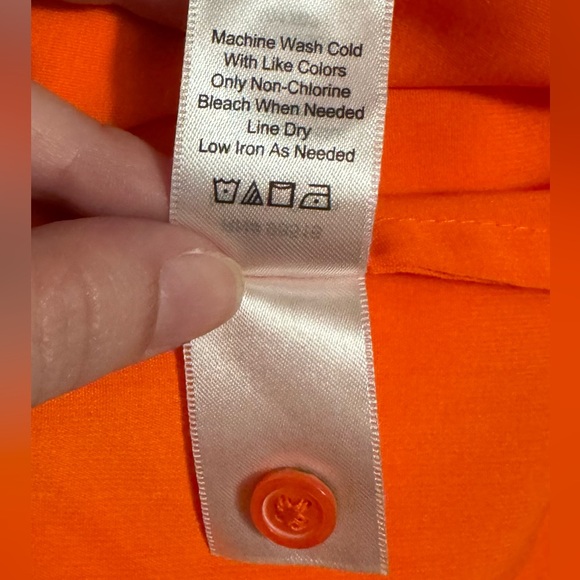 Machine Wash Cold
With Like Colors
Only Non-Chlorine
Bleach When Needed
Line Dry
Low Iron As Needed